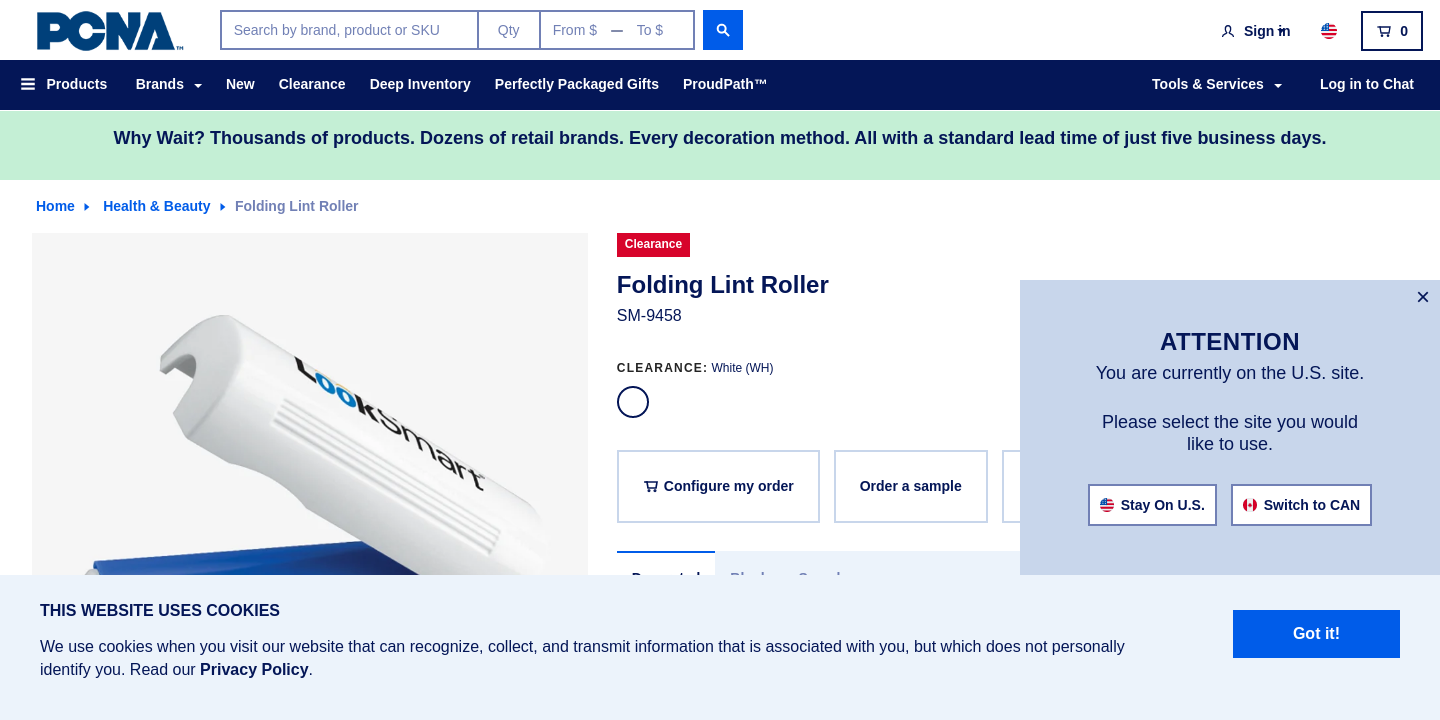 PCNA™
Search by brand, product or SKU
Qty
From $ — To $
Sign in
0
Products
Brands
New
Clearance
Deep Inventory
Perfectly Packaged Gifts
ProudPath™
Tools & Services
Log in to Chat
Why Wait? Thousands of products. Dozens of retail brands. Every decoration method. All with a standard lead time of just five business days.
Home
Health & Beauty
Folding Lint Roller
LookSmart
Clearance
Folding Lint Roller
SM-9458
CLEARANCE: White (WH)
Configure my order
Order a sample
×
ATTENTION
You are currently on the U.S. site.
Please select the site you would
like to use.
Stay On U.S.
Switch to CAN
THIS WEBSITE USES COOKIES
We use cookies when you visit our website that can recognize, collect, and transmit information that is associated with you, but which does not personally
identify you. Read our Privacy Policy.
Got it!